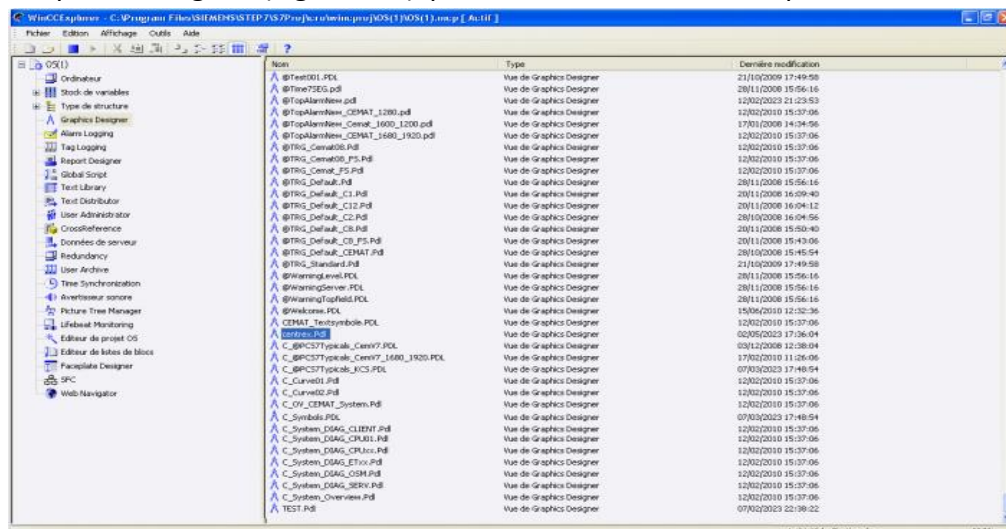 WinCCExplorer - C:\Program Files\SIEMENS\STEP7\S7Proj\cru\wincproj\OS(1)\OS(1).mcp [ Actif ]
Fichier Edition Affichage Outils Aide
OS(1)
Ordinateur
Stock de variables
Type de structure
Graphics Designer
Alarm Logging
Tag Logging
Report Designer
Global Script
Text Library
Text Distributor
User Administrator
CrossReference
Données de serveur
Redundancy
User Archive
Time Synchronization
Avertisseur sonore
Picture Tree Manager
Lifebeat Monitoring
Editeur de projet OS
Editeur de listes de blocs
Faceplate Designer
SFC
Web Navigator
Nom Type Dernière modification
@Test001.PDL Vue de Graphics Designer 21/10/2009 17:49:58
@Time7SEG.pdl Vue de Graphics Designer 28/11/2008 15:56:16
@TopAlarmNew.pdl Vue de Graphics Designer 12/02/2023 21:23:53
@TopAlarmNew_CEMAT_1280.pdl Vue de Graphics Designer 12/02/2010 15:37:06
@TopAlarmNew_Cemat_1600_1200.pdl Vue de Graphics Designer 17/01/2008 14:34:56
@TopAlarmNew_CEMAT_1680_1920.pdl Vue de Graphics Designer 12/02/2010 15:37:06
@TRG_Cemat08.Pdl Vue de Graphics Designer 12/02/2010 15:37:06
@TRG_Cemat08_FS.Pdl Vue de Graphics Designer 12/02/2010 15:37:06
@TRG_Cemat_FS.Pdl Vue de Graphics Designer 12/02/2010 15:37:06
@TRG_Default.Pdl Vue de Graphics Designer 28/11/2008 15:56:16
@TRG_Default_C1.Pdl Vue de Graphics Designer 20/11/2008 16:09:40
@TRG_Default_C12.Pdl Vue de Graphics Designer 20/11/2008 16:04:12
@TRG_Default_C2.Pdl Vue de Graphics Designer 28/10/2008 16:04:56
@TRG_Default_C8.Pdl Vue de Graphics Designer 20/11/2008 15:50:40
@TRG_Default_C8_FS.Pdl Vue de Graphics Designer 20/11/2008 15:43:06
@TRG_Default_CEMAT.Pdl Vue de Graphics Designer 28/10/2008 15:45:54
@TRG_Standard.Pdl Vue de Graphics Designer 21/10/2009 17:49:58
@WarningLevel.PDL Vue de Graphics Designer 28/11/2008 15:56:16
@WarningServer.PDL Vue de Graphics Designer 28/11/2008 15:56:16
@WarningTopfield.PDL Vue de Graphics Designer 28/11/2008 15:56:16
@Welcome.PDL Vue de Graphics Designer 15/06/2010 12:32:36
CEMAT_Textsymbole.PDL Vue de Graphics Designer 12/02/2010 15:37:06
centrex.Pdl Vue de Graphics Designer 02/05/2023 17:36:04
C_@PCS7Typicals_CemV7.PDL Vue de Graphics Designer 03/12/2008 12:38:04
C_@PCS7Typicals_CemV7_1680_1920.PDL Vue de Graphics Designer 17/02/2010 11:26:06
C_@PCS7Typicals_KCS.PDL Vue de Graphics Designer 07/03/2023 17:48:54
C_Curve01.Pdl Vue de Graphics Designer 12/02/2010 15:37:06
C_Curve02.Pdl Vue de Graphics Designer 12/02/2010 15:37:06
C_OV_CEMAT_System.Pdl Vue de Graphics Designer 12/02/2010 15:37:06
C_Symbols.PDL Vue de Graphics Designer 07/03/2023 17:48:54
C_System_DIAG_CLIENT.Pdl Vue de Graphics Designer 12/02/2010 15:37:06
C_System_DIAG_CPU01.Pdl Vue de Graphics Designer 12/02/2010 15:37:06
C_System_DIAG_CPUxx.Pdl Vue de Graphics Designer 12/02/2010 15:37:06
C_System_DIAG_ETxx.Pdl Vue de Graphics Designer 12/02/2010 15:37:06
C_System_DIAG_OSM.Pdl Vue de Graphics Designer 12/02/2010 15:37:06
C_System_DIAG_SERV.Pdl Vue de Graphics Designer 12/02/2010 15:37:06
C_System_Overview.Pdl Vue de Graphics Designer 12/02/2010 15:37:06
TEST.Pdl Vue de Graphics Designer 07/02/2023 22:38:22